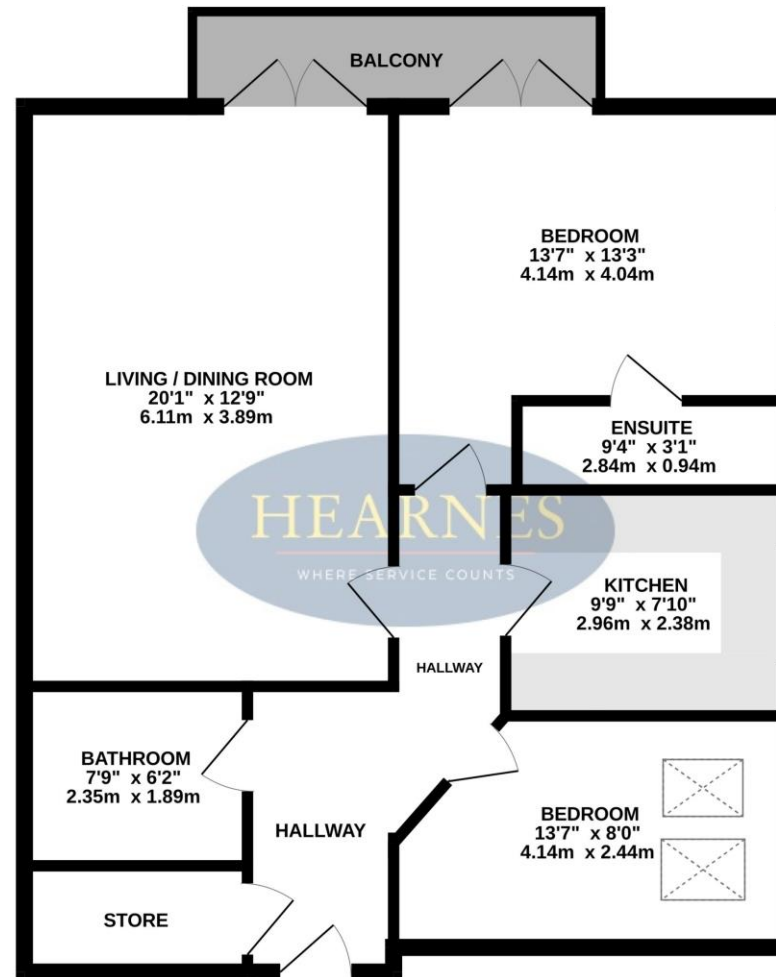 BALCONY
BEDROOM
13'7" x 13'3"
4.14m x 4.04m
LIVING / DINING ROOM
20'1" x 12'9"
6.11m x 3.89m
ENSUITE
9'4" x 3'1"
2.84m x 0.94m
HEARNES
WHERE SERVICE COUNTS
KITCHEN
9'9" x 7'10"
2.96m x 2.38m
HALLWAY
BATHROOM
7'9" x 6'2"
2.35m x 1.89m
HALLWAY
BEDROOM
13'7" x 8'0"
4.14m x 2.44m
STORE